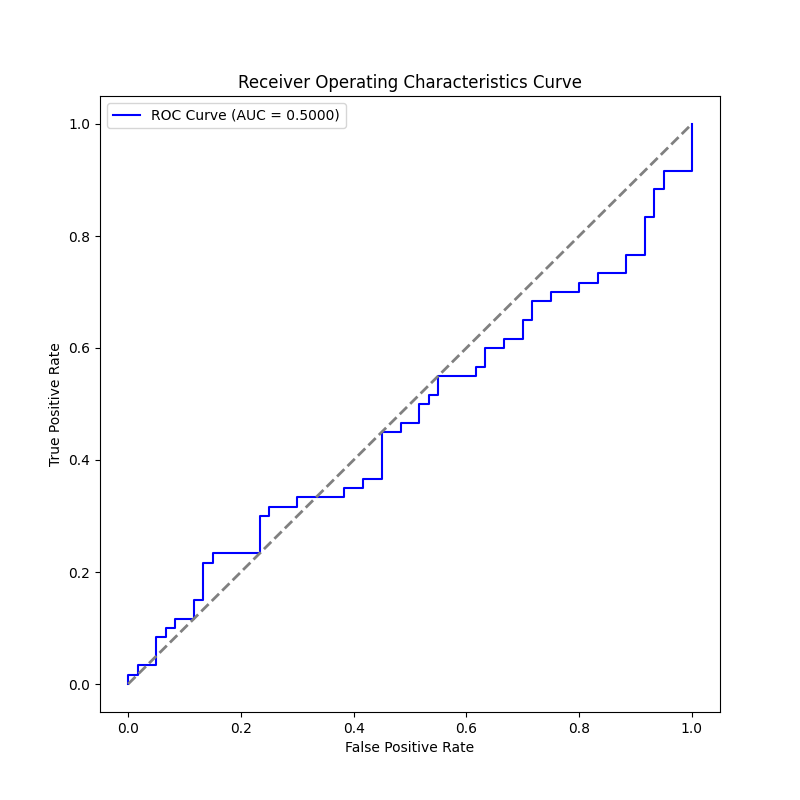 Receiver Operating Characteristics Curve
ROC Curve (AUC = 0.5000)
1.0
0.8
0.6
0.4
0.2
0.0
True Positive Rate
0.0 0.2 0.4 0.6 0.8 1.0
False Positive Rate